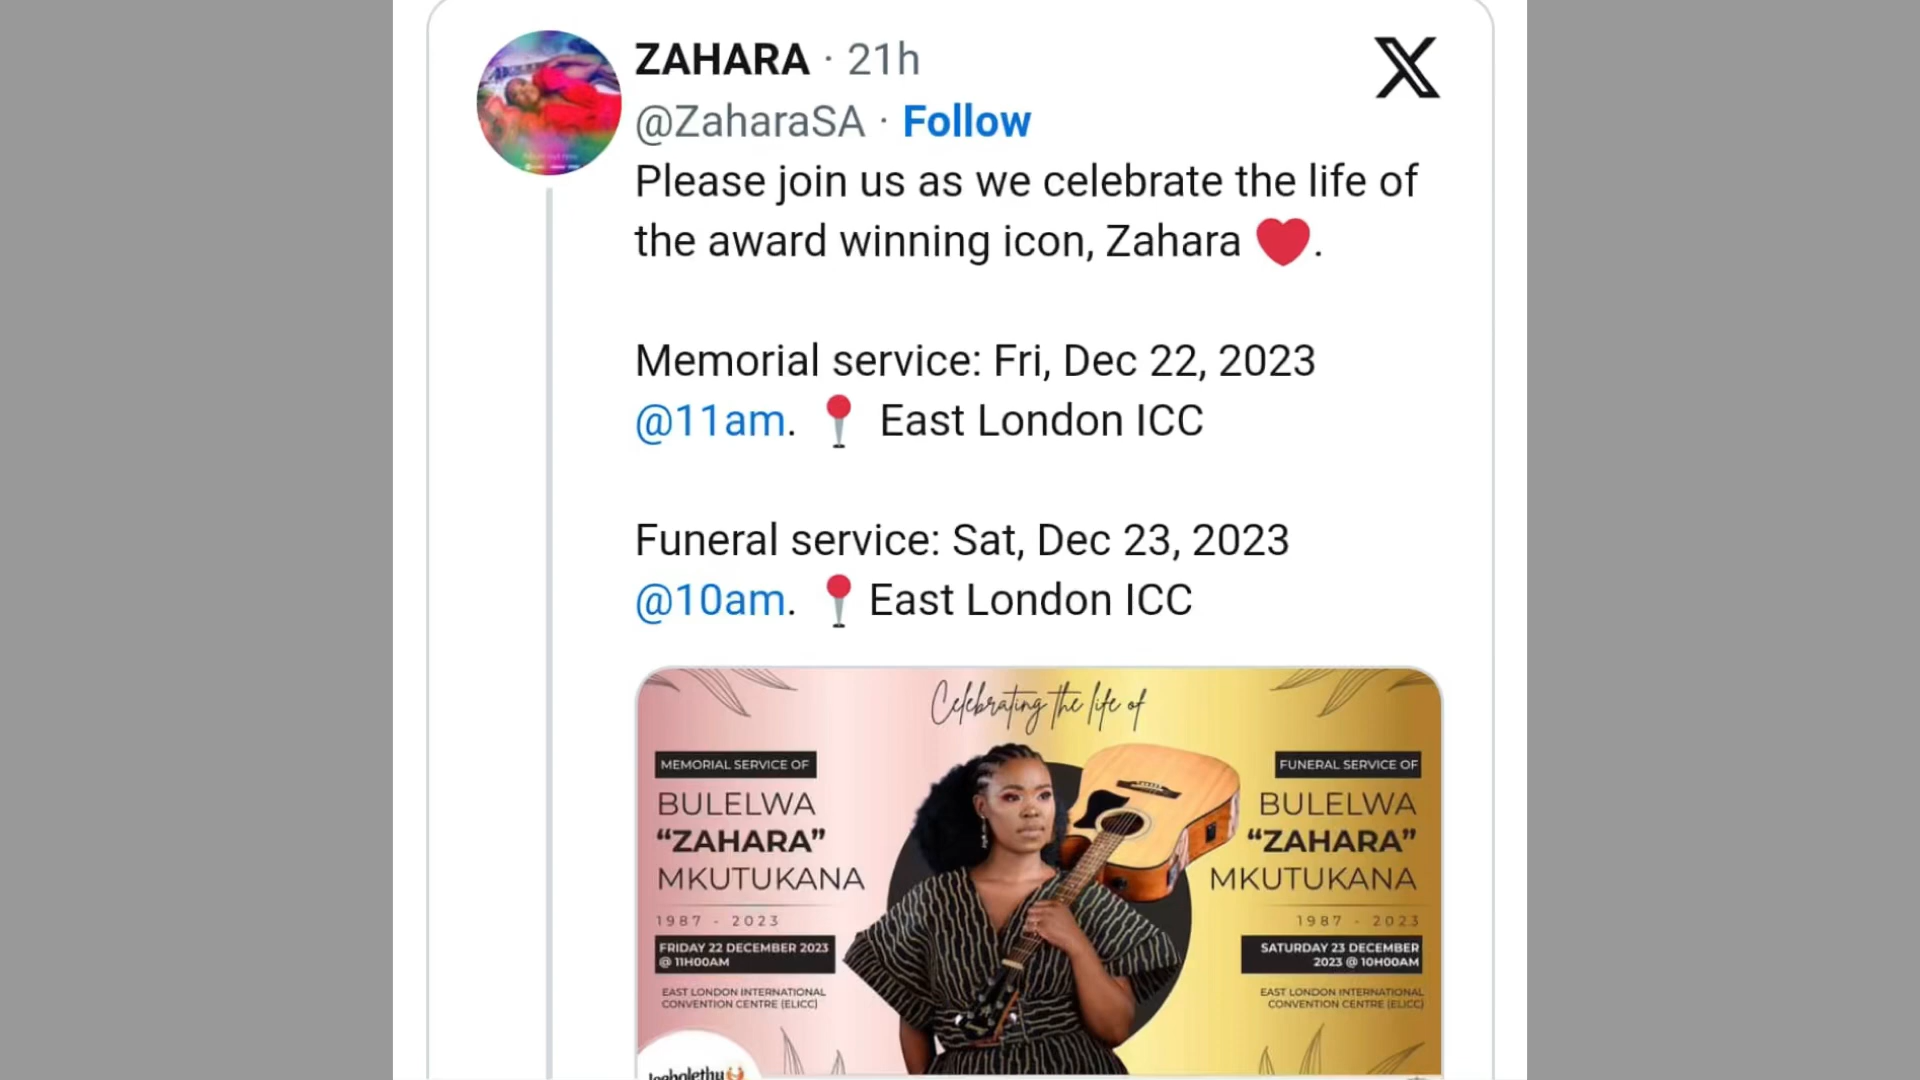 ZAHARA · 21h
@ZaharaSA · Follow
Please join us as we celebrate the life of
the award winning icon, Zahara ❤️.
Memorial service: Fri, Dec 22, 2023
@11am. 📍 East London ICC
Funeral service: Sat, Dec 23, 2023
@10am. 📍 East London ICC
Celebrating the life of
MEMORIAL SERVICE OF
BULELWA
“ZAHARA”
MKUTUKANA
1987 - 2023
FRIDAY 22 DECEMBER 2023
@ 11H00AM
EAST LONDON INTERNATIONAL
CONVENTION CENTRE (ELICC)
FUNERAL SERVICE OF
BULELWA
“ZAHARA”
MKUTUKANA
1987 - 2023
SATURDAY 23 DECEMBER
2023 @ 10H00AM
EAST LONDON INTERNATIONAL
CONVENTION CENTRE (ELICC)